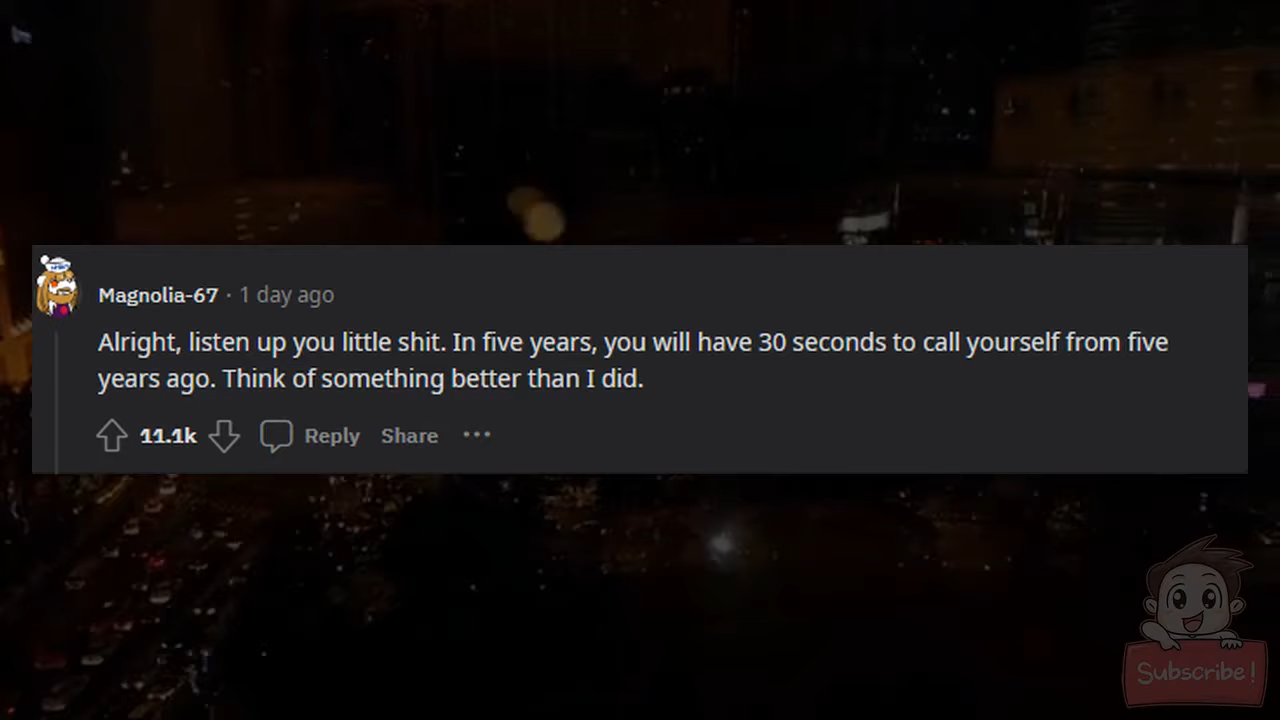 Magnolia-67 · 1 day ago
Alright, listen up you little shit. In five years, you will have 30 seconds to call yourself from five
years ago. Think of something better than I did.
11.1k Reply Share ···
Subscribe!